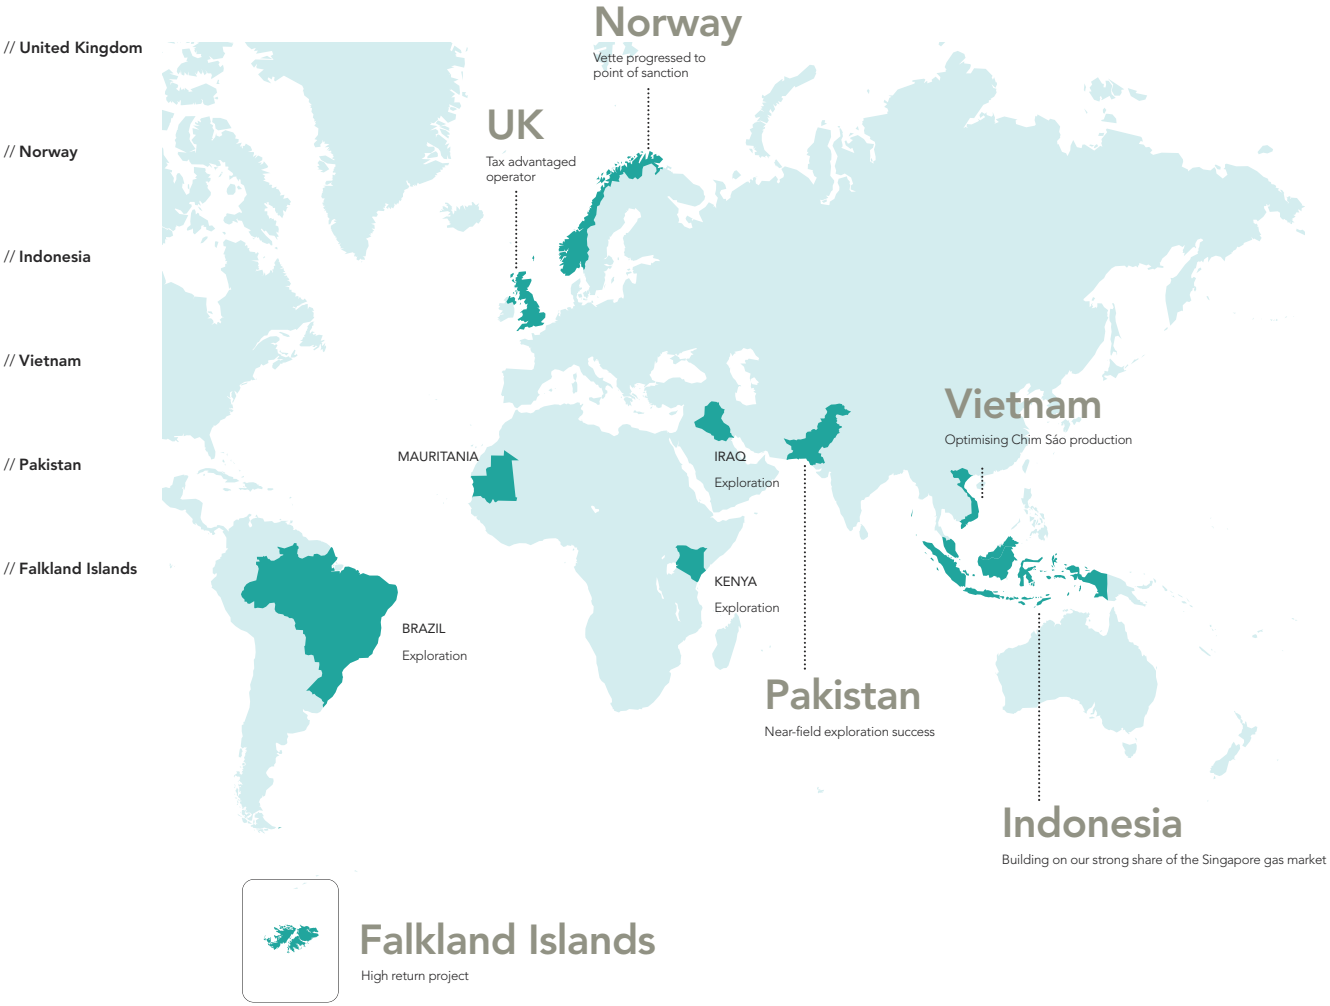 // United Kingdom
// Norway
// Indonesia
// Vietnam
// Pakistan
// Falkland Islands
Norway
Vette progressed to
point of sanction
UK
Tax advantaged
operator
Vietnam
Optimising Chim Sáo production
MAURITANIA
IRAQ
Exploration
KENYA
Exploration
BRAZIL
Exploration
Pakistan
Near-field exploration success
Indonesia
Building on our strong share of the Singapore gas market
Falkland Islands
High return project